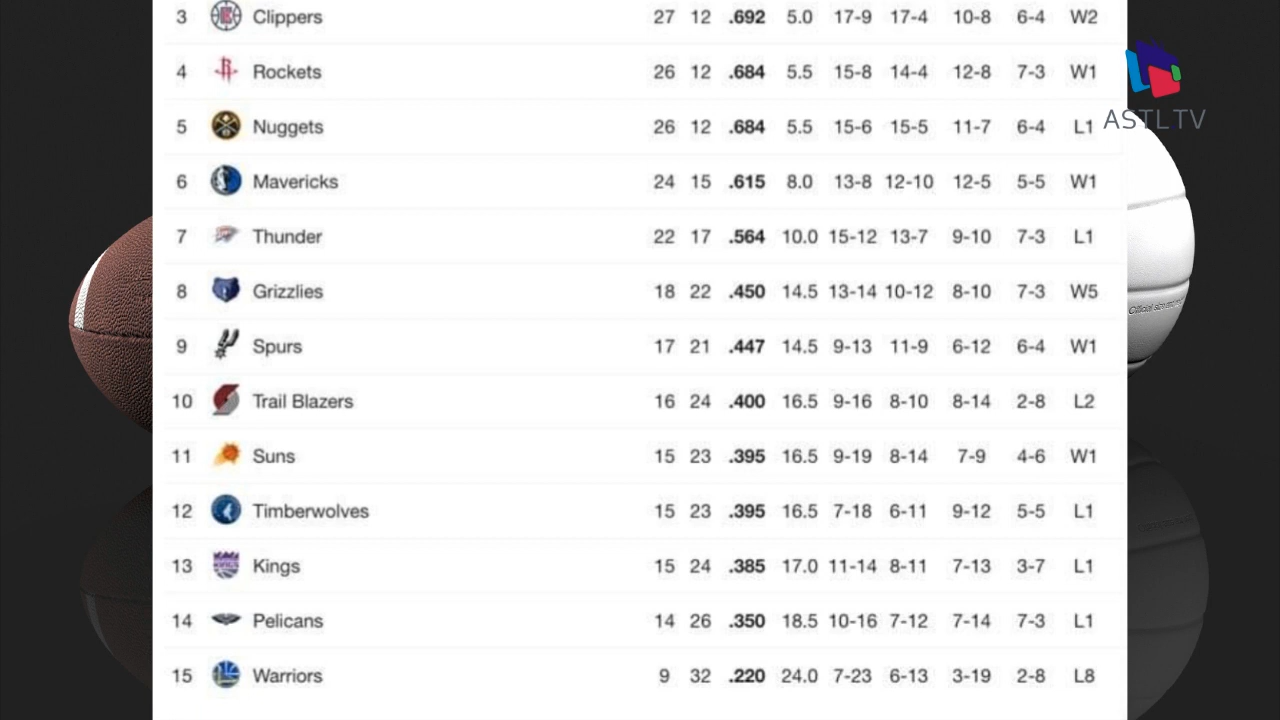 3 Clippers 27 12 .692 5.0 17-9 17-4 10-8 6-4 W2
4 Rockets 26 12 .684 5.5 15-8 14-4 12-8 7-3 W1
5 Nuggets 26 12 .684 5.5 15-6 15-5 11-7 6-4 L1
ASTLTV
6 Mavericks 24 15 .615 8.0 13-8 12-10 12-5 5-5 W1
7 Thunder 22 17 .564 10.0 15-12 13-7 9-10 7-3 L1
8 Grizzlies 18 22 .450 14.5 13-14 10-12 8-10 7-3 W5
Official size and
9 Spurs 17 21 .447 14.5 9-13 11-9 6-12 6-4 W1
10 Trail Blazers 16 24 .400 16.5 9-16 8-10 8-14 2-8 L2
11 Suns 15 23 .395 16.5 9-19 8-14 7-9 4-6 W1
12 Timberwolves 15 23 .395 16.5 7-18 6-11 9-12 5-5 L1
13 Kings 15 24 .385 17.0 11-14 8-11 7-13 3-7 L1
14 Pelicans 14 26 .350 18.5 10-16 7-12 7-14 7-3 L1
15 Warriors 9 32 .220 24.0 7-23 6-13 3-19 2-8 L8